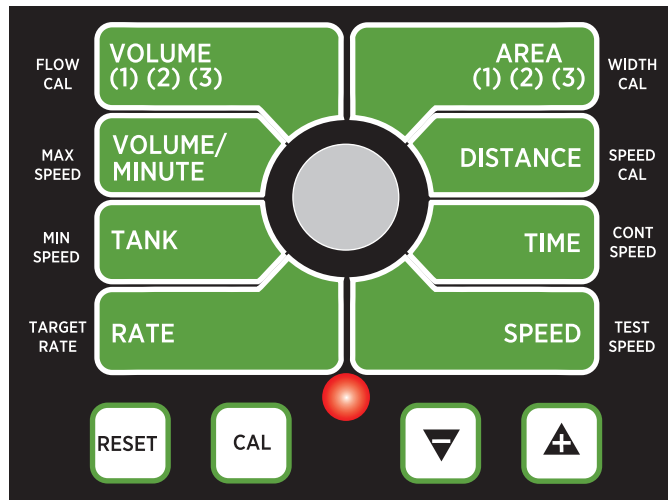 FLOW
CAL
VOLUME
(1) (2) (3)
AREA
(1) (2) (3)
WIDTH
CAL
MAX
SPEED
VOLUME/
MINUTE
DISTANCE
SPEED
CAL
MIN
SPEED
TANK
TIME
CONT
SPEED
TARGET
RATE
RATE
SPEED
TEST
SPEED
RESET
CAL
-
+